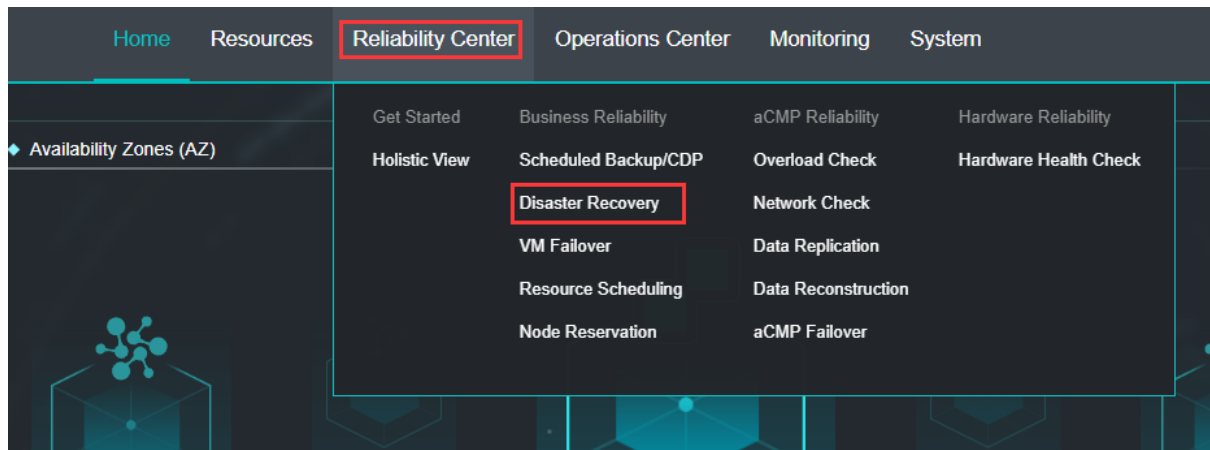 Home Resources Reliability Center Operations Center Monitoring System
Get Started Business Reliability aCMP Reliability Hardware Reliability
Availability Zones (AZ)
Holistic View Scheduled Backup/CDP Overload Check Hardware Health Check
Disaster Recovery Network Check
VM Failover Data Replication
Resource Scheduling Data Reconstruction
Node Reservation aCMP Failover